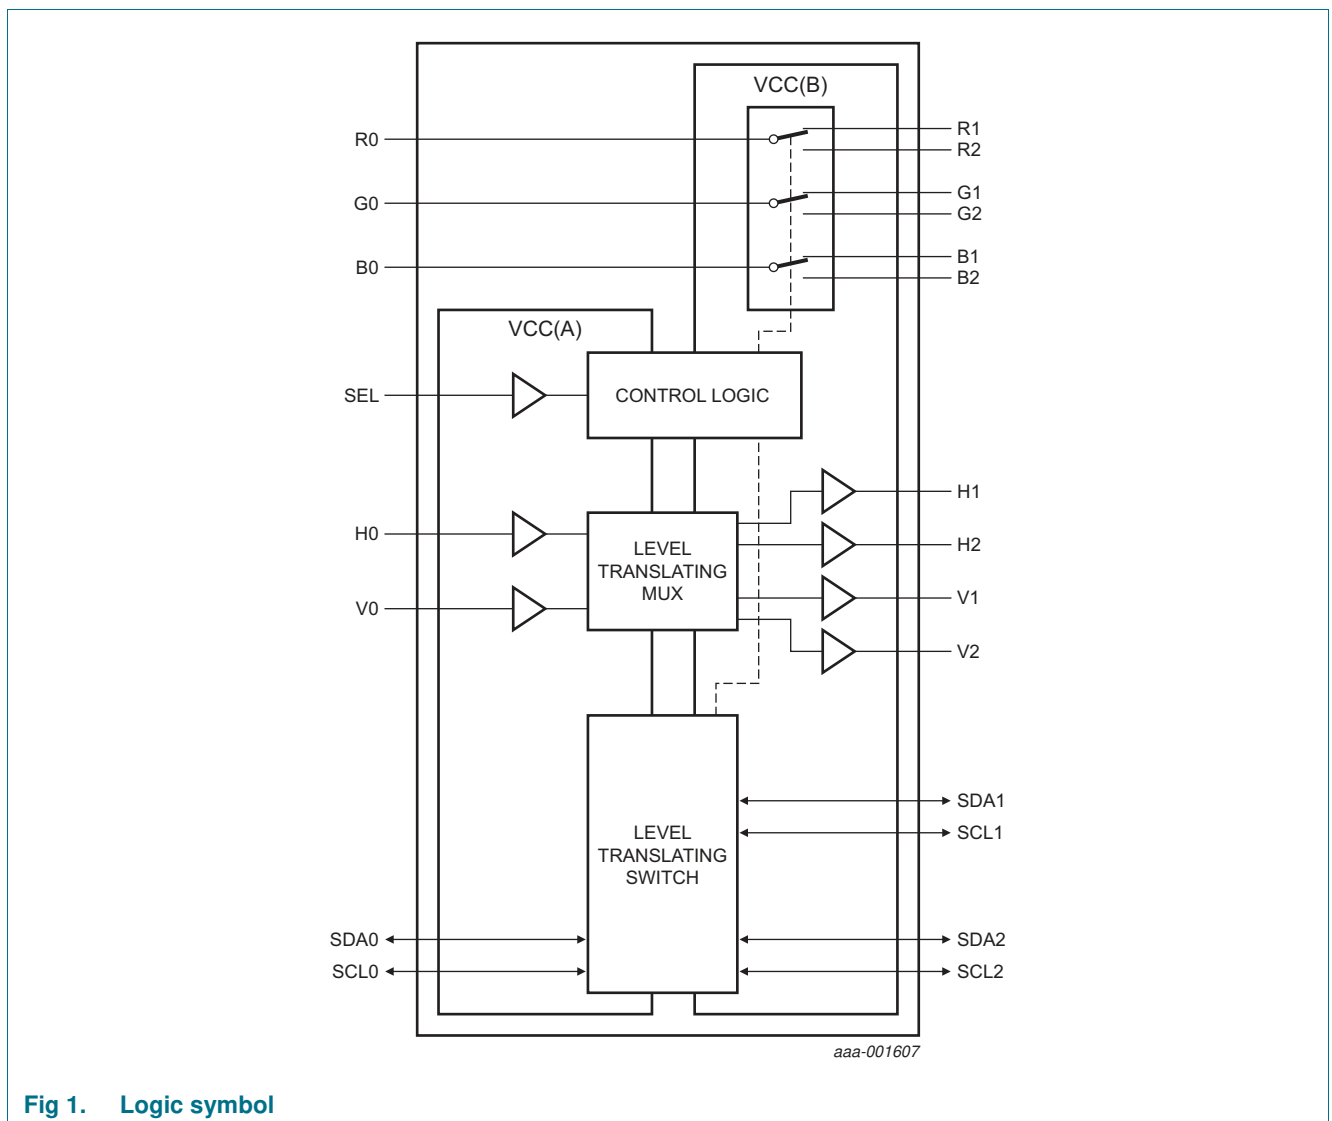 VCC(B)
R0
R1
R2
G0
G1
G2
B0
B1
B2
VCC(A)
SEL
CONTROL LOGIC
H0
V0
LEVEL
TRANSLATING
MUX
H1
H2
V1
V2
LEVEL
TRANSLATING
SWITCH
SDA1
SCL1
SDA0
SCL0
SDA2
SCL2
aaa-001607
Fig 1. Logic symbol